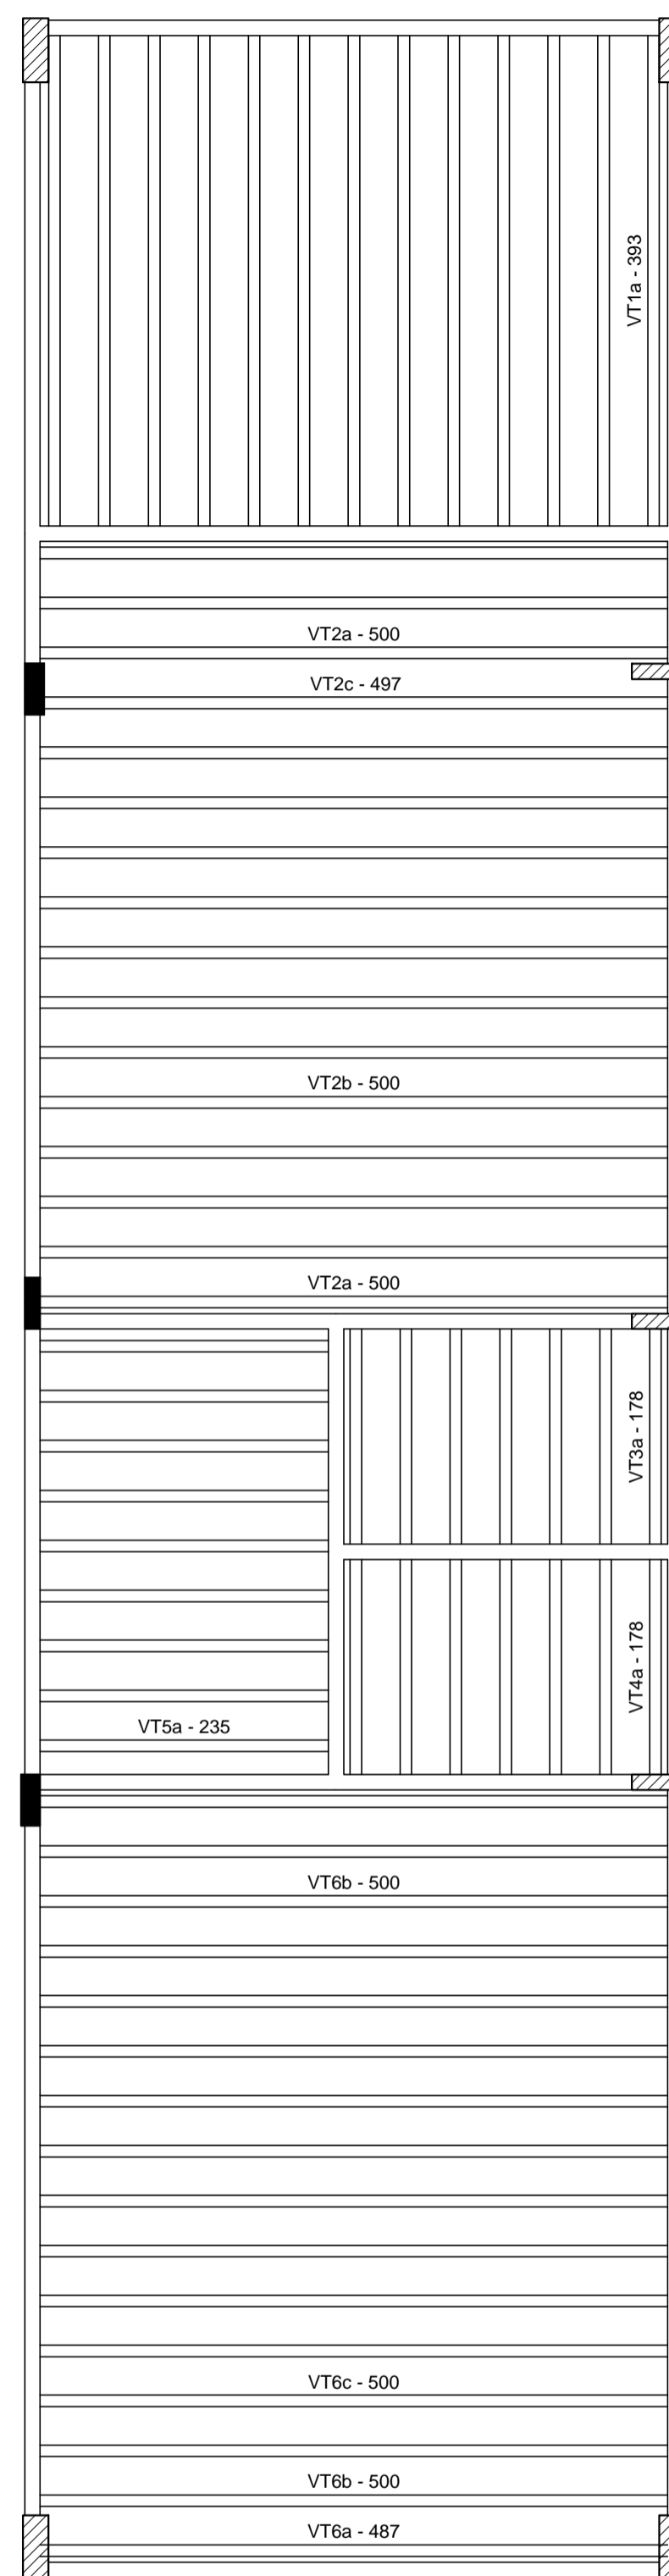 VT1a - 393
VT2a - 500
VT2c - 497
VT2b - 500
VT2a - 500
VT3a - 178
VT4a - 178
VT5a - 235
VT6b - 500
VT6c - 500
VT6b - 500
VT6a - 487